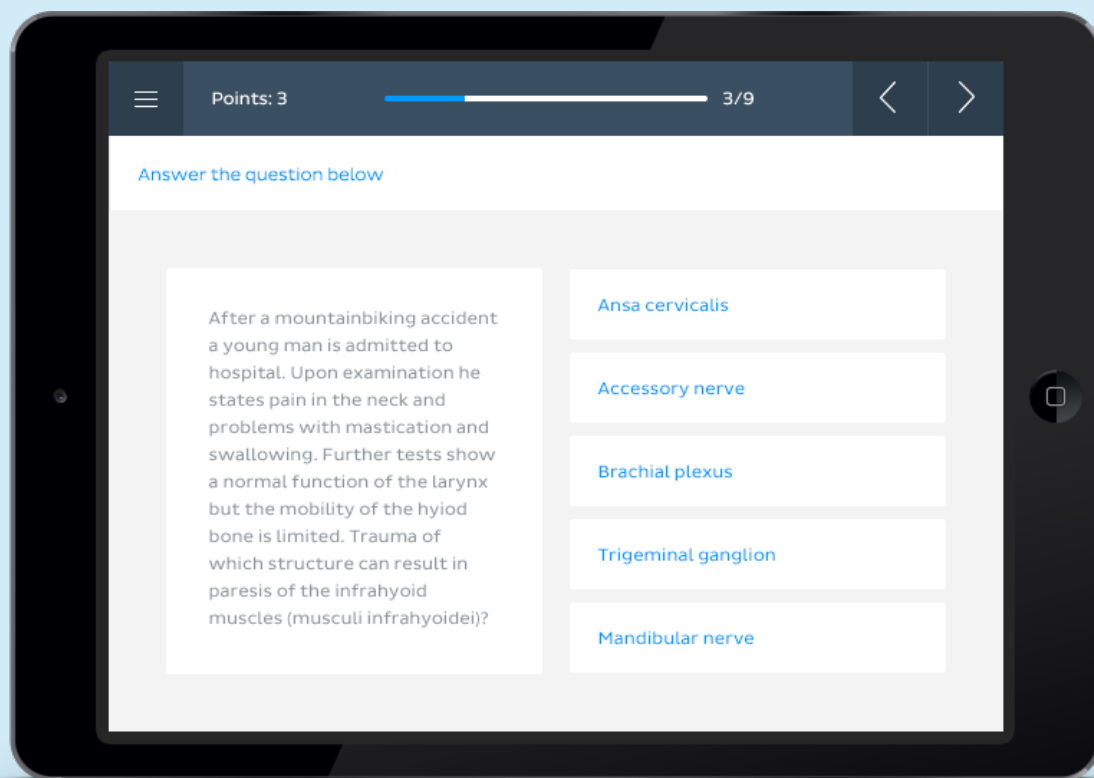 Points: 3
3/9
Answer the question below
After a mountainbiking accident
a young man is admitted to
hospital. Upon examination he
states pain in the neck and
problems with mastication and
swallowing. Further tests show
a normal function of the larynx
but the mobility of the hyiod
bone is limited. Trauma of
which structure can result in
paresis of the infrahyoid
muscles (musculi infrahyoidei)?
Ansa cervicalis
Accessory nerve
Brachial plexus
Trigeminal ganglion
Mandibular nerve